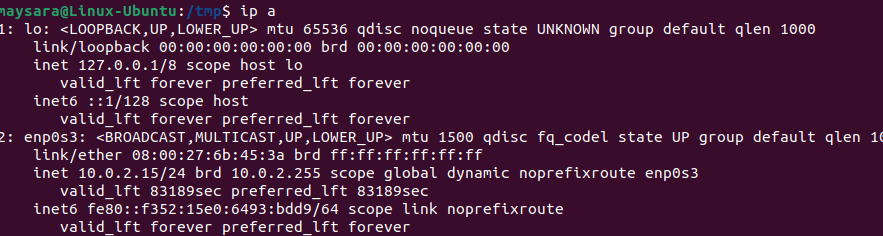 maysara@Linux-Ubuntu:/tmp$ ip a
1: lo: <LOOPBACK,UP,LOWER_UP> mtu 65536 qdisc noqueue state UNKNOWN group default qlen 1000
    link/loopback 00:00:00:00:00:00 brd 00:00:00:00:00:00
    inet 127.0.0.1/8 scope host lo
       valid_lft forever preferred_lft forever
    inet6 ::1/128 scope host
       valid_lft forever preferred_lft forever
2: enp0s3: <BROADCAST,MULTICAST,UP,LOWER_UP> mtu 1500 qdisc fq_codel state UP group default qlen 10
    link/ether 08:00:27:6b:45:3a brd ff:ff:ff:ff:ff:ff
    inet 10.0.2.15/24 brd 10.0.2.255 scope global dynamic noprefixroute enp0s3
       valid_lft 83189sec preferred_lft 83189sec
    inet6 fe80::f352:15e0:6493:bdd9/64 scope link noprefixroute
       valid_lft forever preferred_lft forever